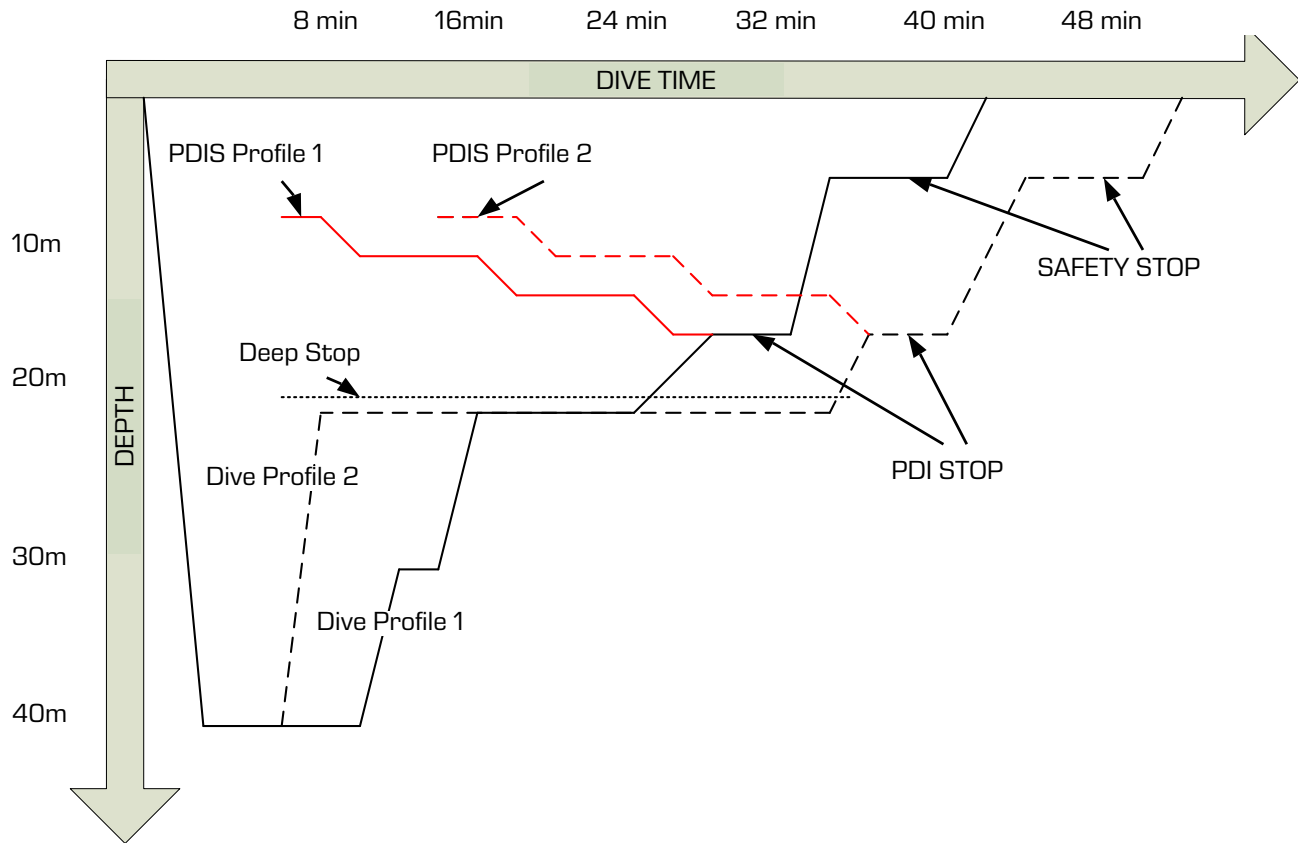 8 min 16min 24 min 32 min 40 min 48 min
DIVE TIME
PDIS Profile 1 PDIS Profile 2
10m
SAFETY STOP
Deep Stop
20m
DEPTH
PDI STOP
Dive Profile 2
30m
Dive Profile 1
40m